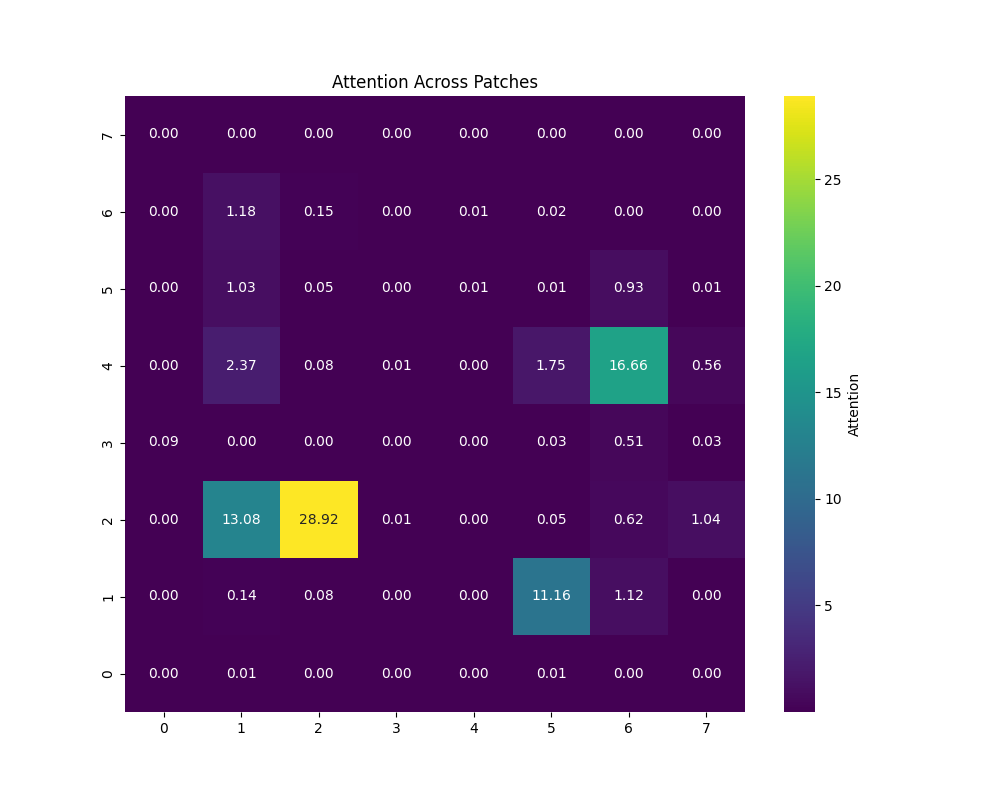 Attention Across Patches
7 0.00 0.00 0.00 0.00 0.00 0.00 0.00 0.00
6 0.00 1.18 0.15 0.00 0.01 0.02 0.00 0.00
5 0.00 1.03 0.05 0.00 0.01 0.01 0.93 0.01
4 0.00 2.37 0.08 0.01 0.00 1.75 16.66 0.56
3 0.09 0.00 0.00 0.00 0.00 0.03 0.51 0.03
2 0.00 13.08 28.92 0.01 0.00 0.05 0.62 1.04
1 0.00 0.14 0.08 0.00 0.00 11.16 1.12 0.00
0 0.00 0.01 0.00 0.00 0.00 0.01 0.00 0.00
0 1 2 3 4 5 6 7
25
20
15
10
5
Attention